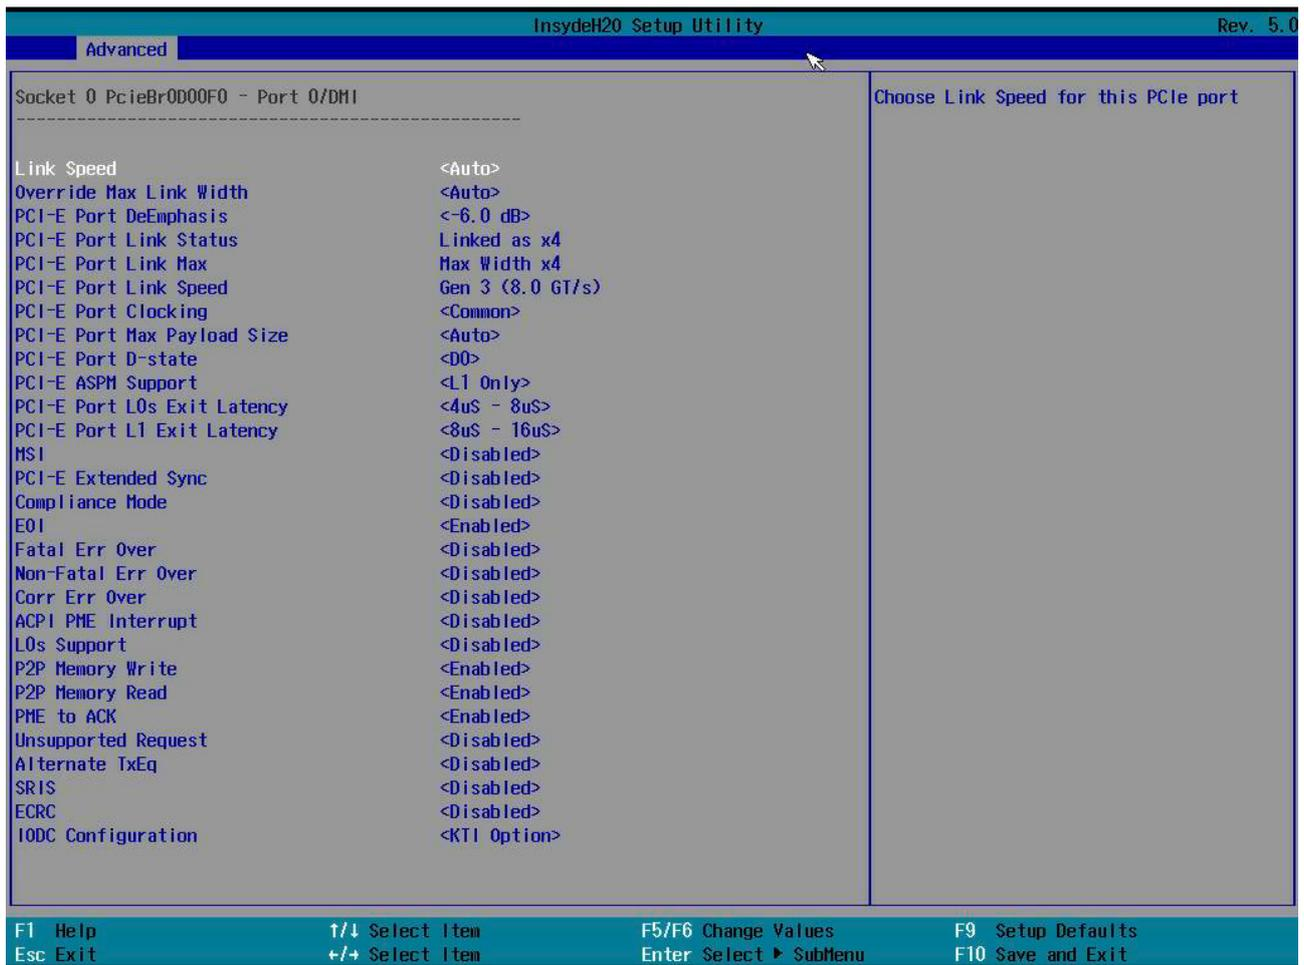 InsydeH2O Setup Utility Rev. 5.0
Advanced
Socket 0 PcieBr0D00F0 - Port 0/DMI
Choose Link Speed for this PCIe port
--------------------------------------------------
Link Speed <Auto>
Override Max Link Width <Auto>
PCI-E Port DeEmphasis <-6.0 dB>
PCI-E Port Link Status Linked as x4
PCI-E Port Link Max Max Width x4
PCI-E Port Link Speed Gen 3 (8.0 GT/s)
PCI-E Port Clocking <Common>
PCI-E Port Max Payload Size <Auto>
PCI-E Port D-state <D0>
PCI-E ASPM Support <L1 Only>
PCI-E Port L0s Exit Latency <4uS - 8uS>
PCI-E Port L1 Exit Latency <8uS - 16uS>
MSI <Disabled>
PCI-E Extended Sync <Disabled>
Compliance Mode <Disabled>
EOI <Enabled>
Fatal Err Over <Disabled>
Non-Fatal Err Over <Disabled>
Corr Err Over <Disabled>
ACPI PME Interrupt <Disabled>
L0s Support <Disabled>
P2P Memory Write <Enabled>
P2P Memory Read <Enabled>
PME to ACK <Enabled>
Unsupported Request <Disabled>
Alternate TxEq <Disabled>
SRIS <Disabled>
ECRC <Disabled>
IODC Configuration <KTI Option>
F1 Help ↑/↓ Select Item F5/F6 Change Values F9 Setup Defaults
Esc Exit ←/→ Select Item Enter Select ▶ SubMenu F10 Save and Exit